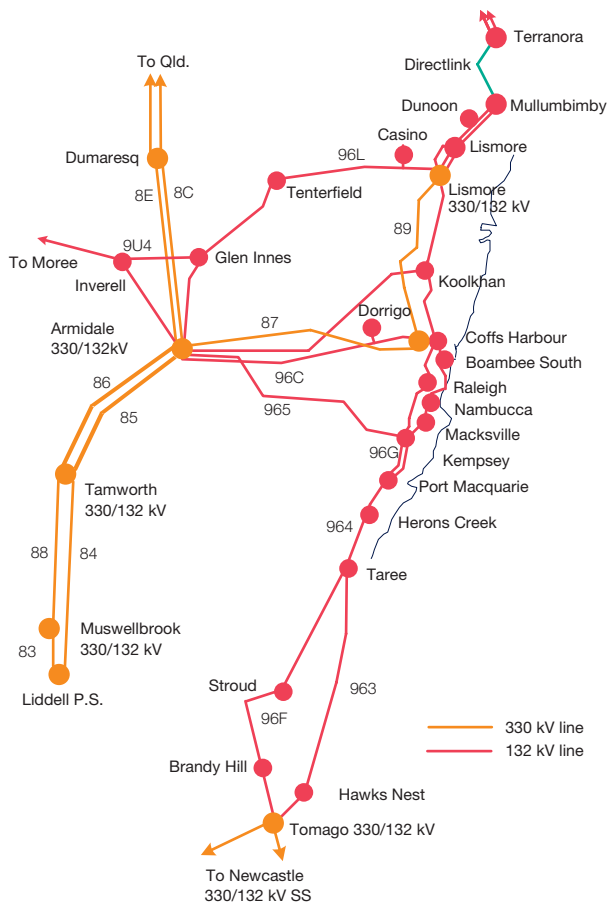 Terranora
Directlink
To Qld.
Dunoon
Mullumbimby
Casino
Lismore
Dumaresq
96L
8E
8C
Tenterfield
Lismore
330/132 kV
89
9U4
To Moree
Glen Innes
Inverell
Koolkhan
Dorrigo
Armidale
330/132kV
87
Coffs Harbour
Boambee South
96C
86
Raleigh
965
85
Nambucca
Macksville
96G
Kempsey
Tamworth
330/132 kV
Port Macquarie
964
Herons Creek
88
84
Taree
Muswellbrook
330/132 kV
83
Liddell P.S.
Stroud
963
96F
330 kV line
132 kV line
Brandy Hill
Hawks Nest
Tomago 330/132 kV
To Newcastle
330/132 kV SS